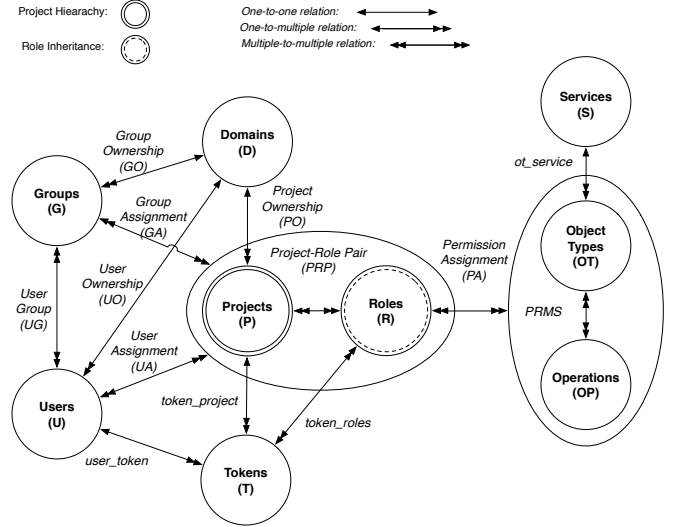 Project Hiearachy:
Role Inheritance:
One-to-one relation:
One-to-multiple relation:
Multiple-to-multiple relation:
Services
(S)
Domains
(D)
Group
Ownership
(GO)
ot_service
Groups
(G)
Group
Assignment
(GA)
Project
Ownership
(PO)
Object
Types
(OT)
Permission
Assignment
(PA)
Project-Role Pair
(PRP)
User
Ownership
(UO)
User
Group
(UG)
Projects
(P)
Roles
(R)
PRMS
User
Assignment
(UA)
Operations
(OP)
Users
(U)
token_project
token_roles
user_token
Tokens
(T)